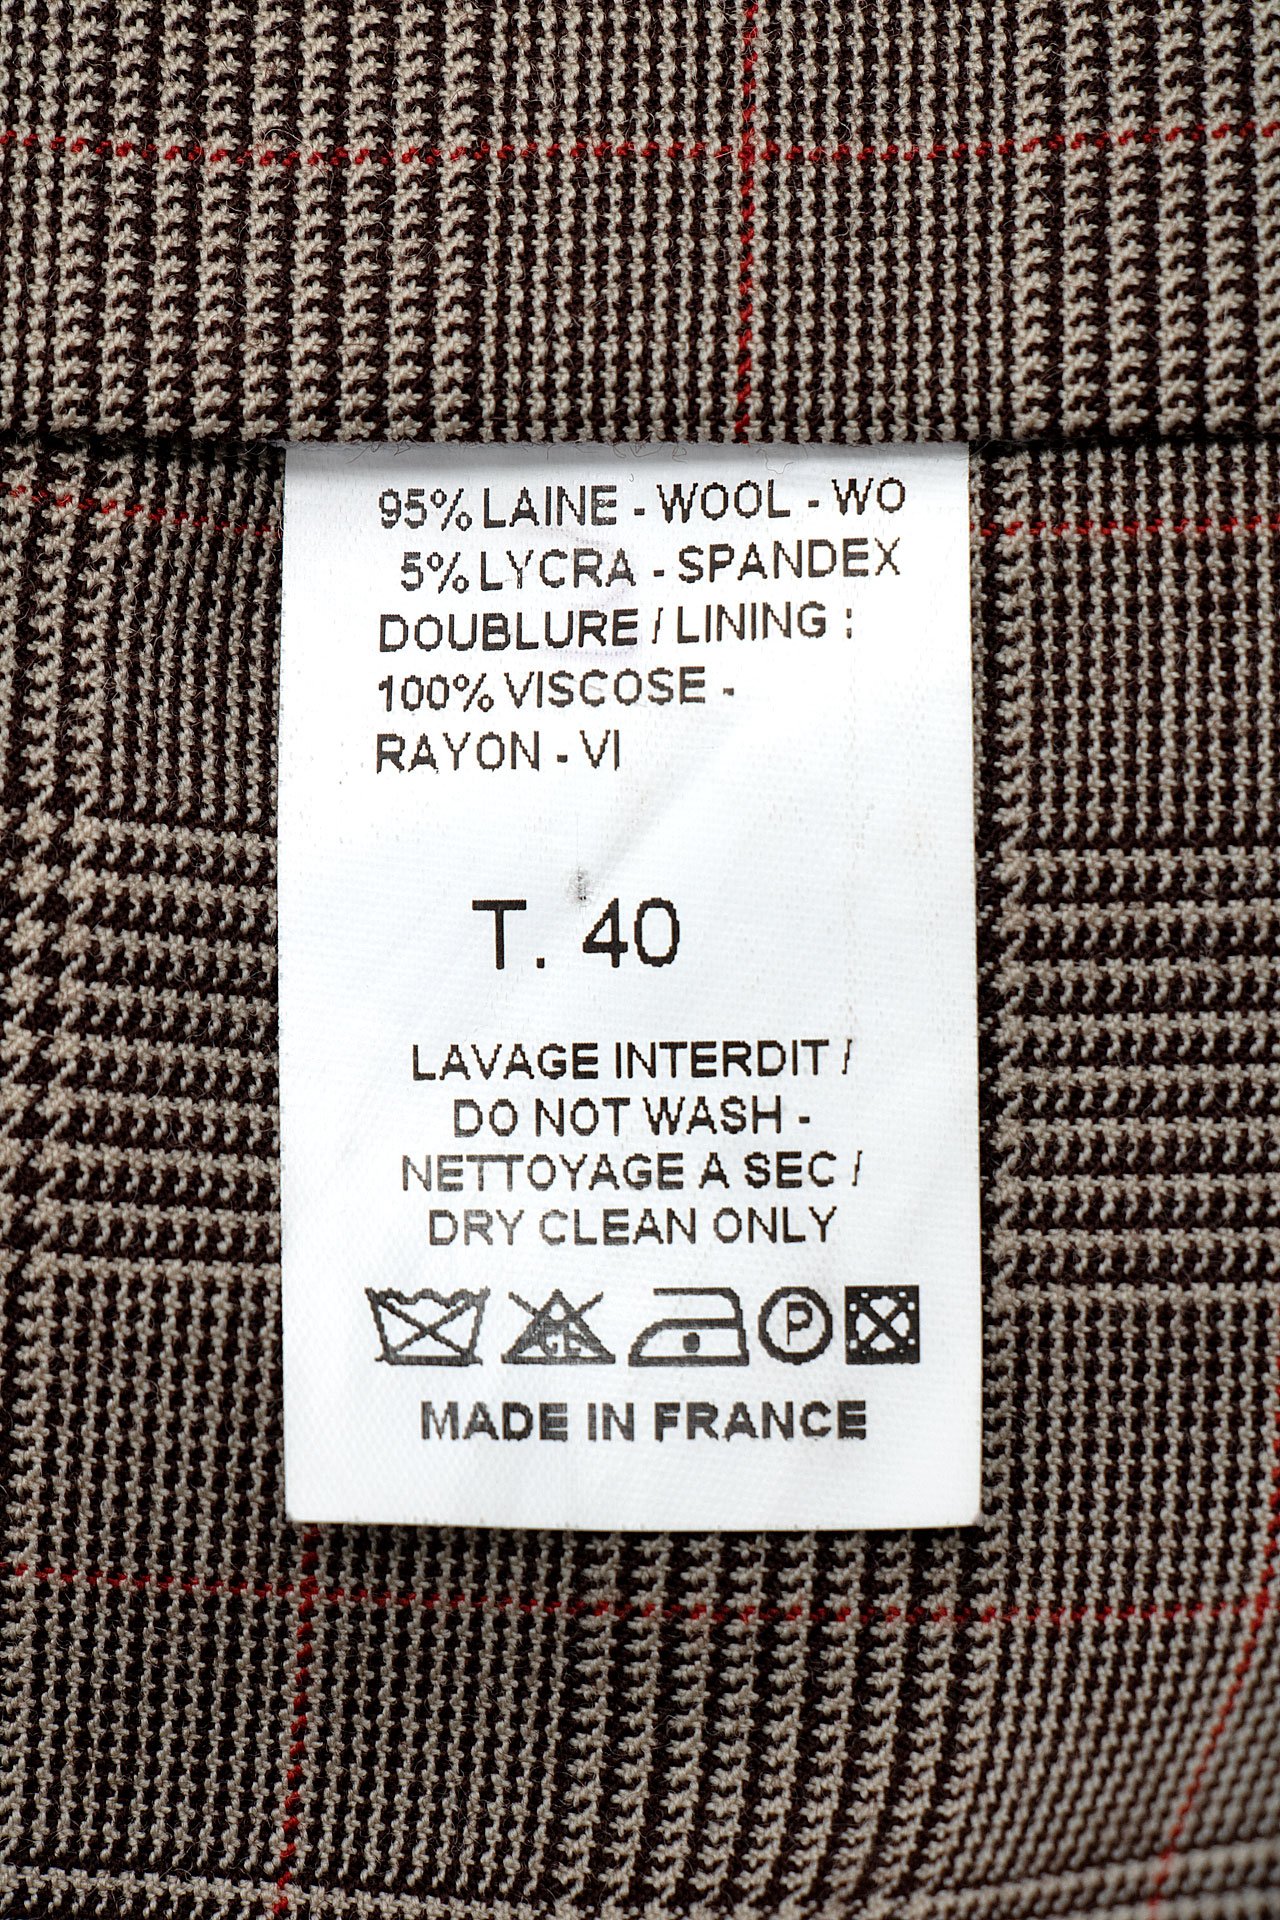 95% LAINE - WOOL - WO
5% LYCRA - SPANDEX
DOUBLURE / LINING :
100% VISCOSE -
RAYON - VI
T. 40
LAVAGE INTERDIT /
DO NOT WASH -
NETTOYAGE A SEC /
DRY CLEAN ONLY
P
MADE IN FRANCE